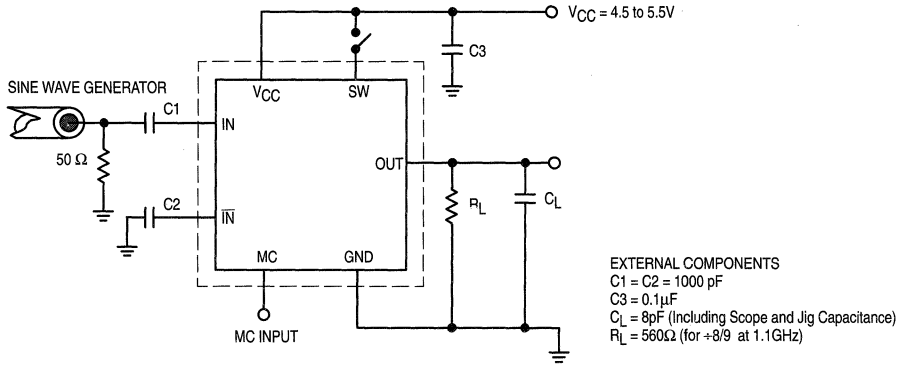 VCC = 4.5 to 5.5V
C3
SINE WAVE GENERATOR
VCC
SW
C1
IN
50 Ω
OUT
RL
CL
C2
IN
MC
GND
MC INPUT
EXTERNAL COMPONENTS
C1 = C2 = 1000 pF
C3 = 0.1µF
CL = 8pF (Including Scope and Jig Capacitance)
RL = 560Ω (for ÷8/9 at 1.1GHz)